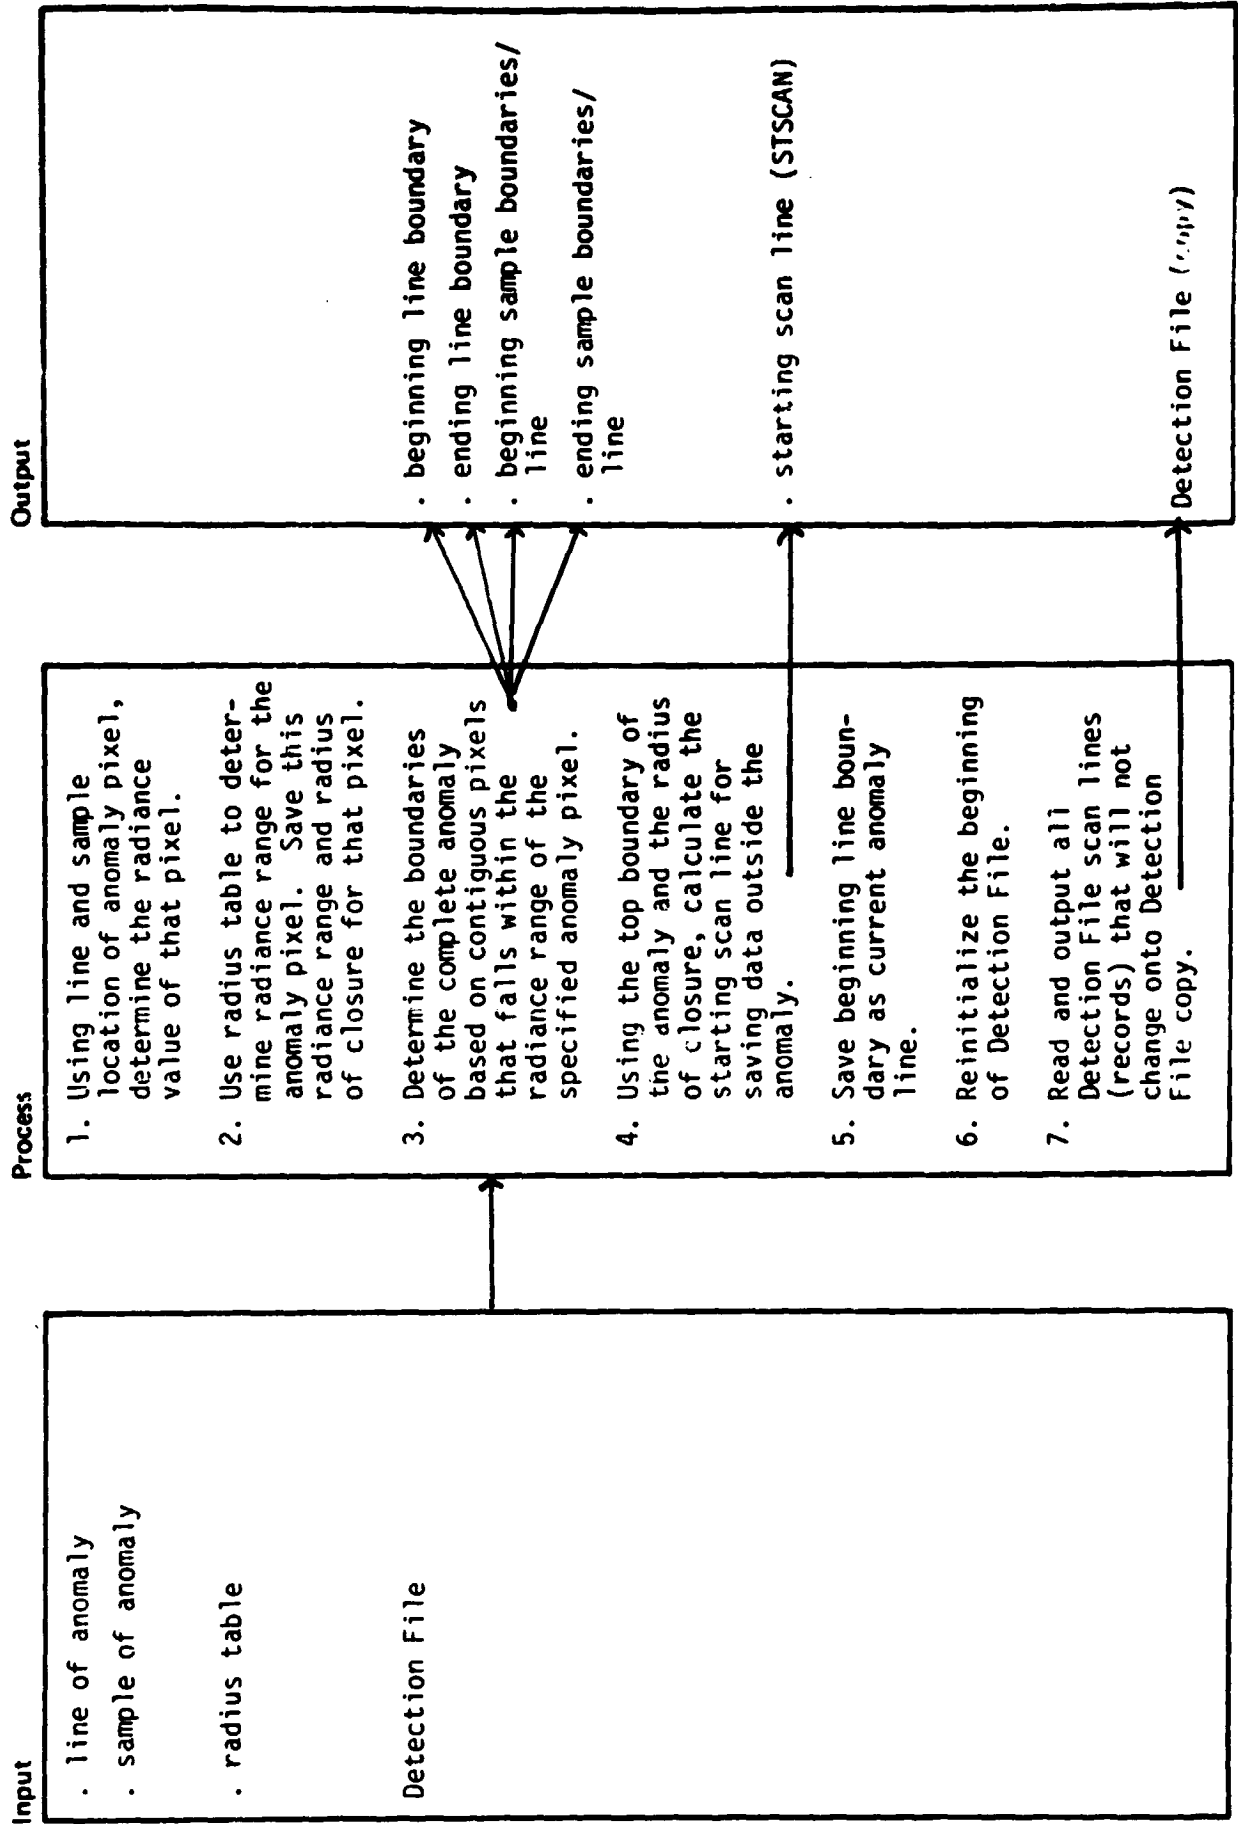 Input
. line of anomaly
. sample of anomaly
. radius table
Detection File
Process
1. Using line and sample
location of anomaly pixel,
determine the radiance
value of that pixel.
2. Use radius table to deter-
mine radiance range for the
anomaly pixel. Save this
radiance range and radius
of closure for that pixel.
3. Determine the boundaries
of the complete anomaly
based on contiguous pixels
that falls within the
radiance range of the
specified anomaly pixel.
4. Using the top boundary of
the anomaly and the radius
of closure, calculate the
starting scan line for
saving data outside the
anomaly.
5. Save beginning line boun-
dary as current anomaly
line.
6. Reinitialize the beginning
of Detection File.
7. Read and output all
Detection File scan lines
(records) that will not
change onto Detection
File copy.
Output
. beginning line boundary
. ending line boundary
. beginning sample boundaries/
line
. ending sample boundaries/
line
. starting scan line (STSCAN)
Detection File (copy)